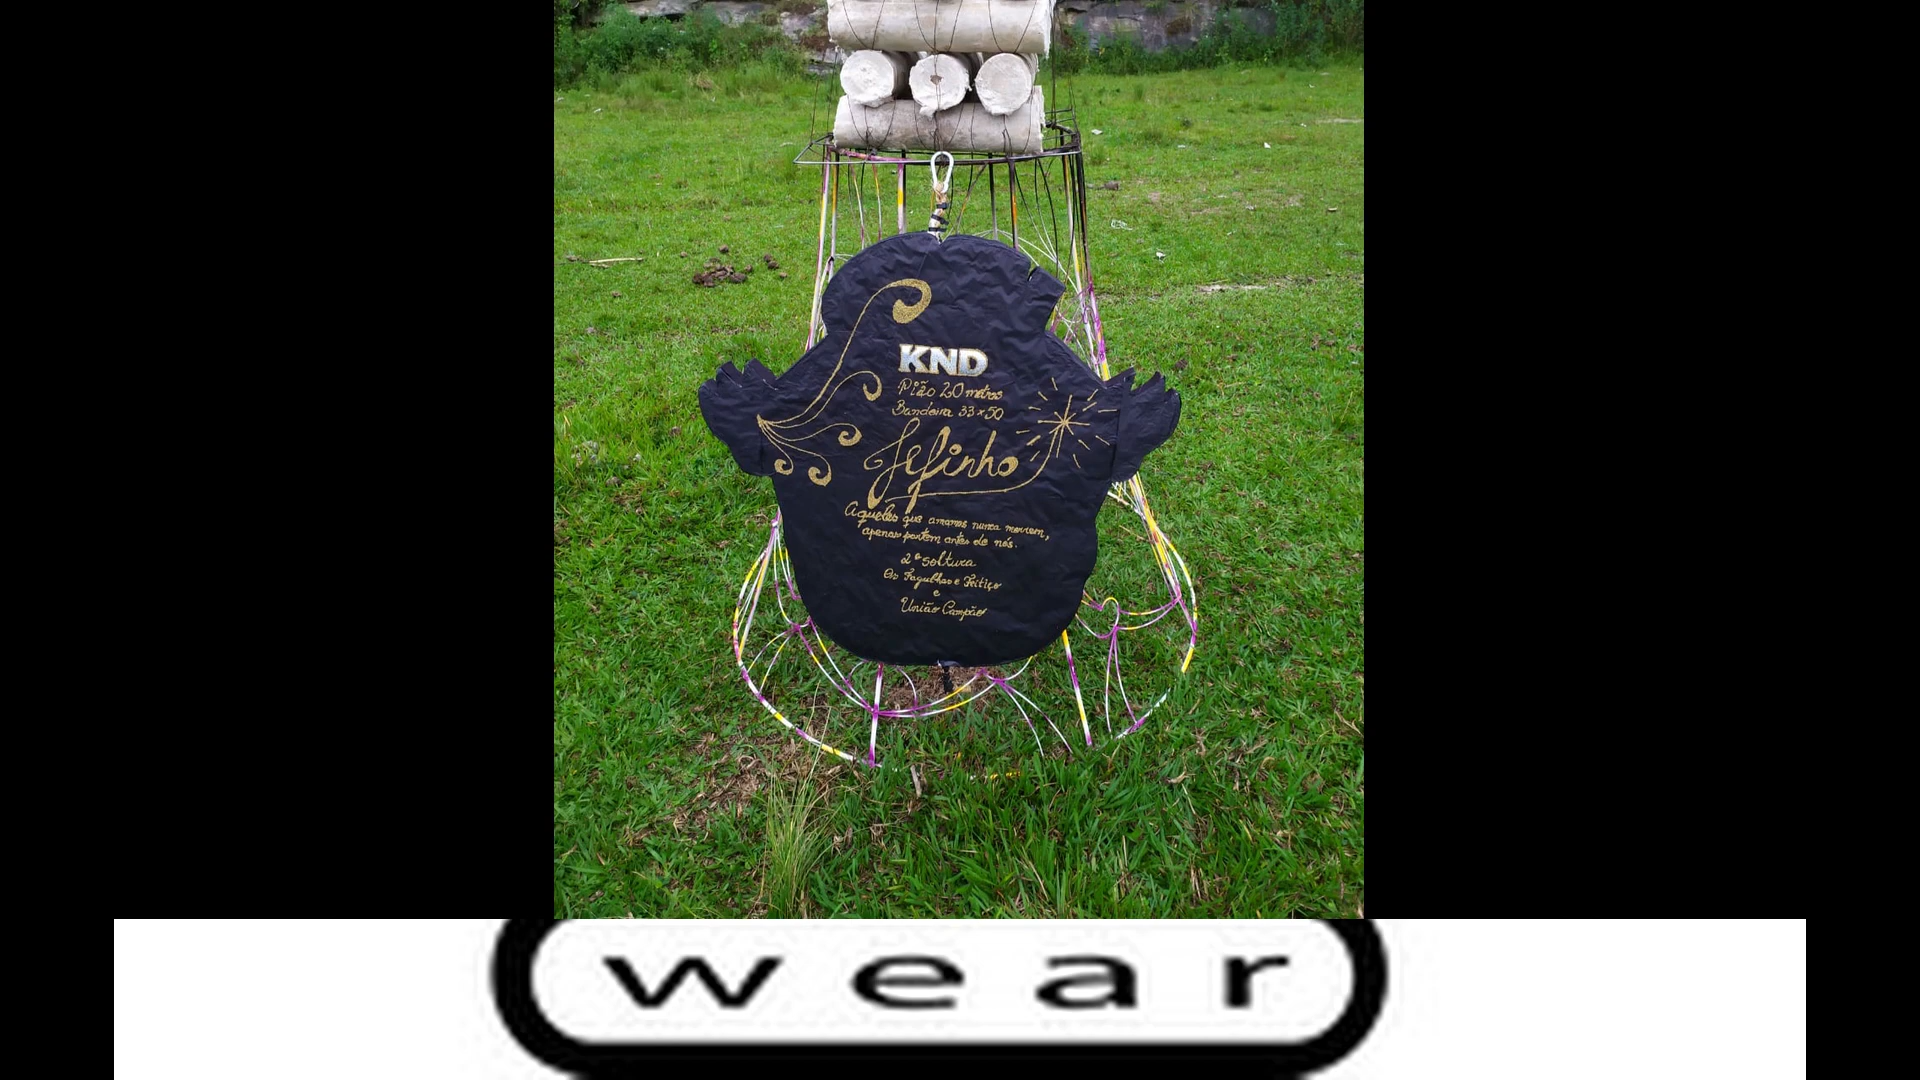 KND
Pião 20 metros
Bandeira 33x50
Jefinho
Aqueles que amamos nunca morrem,
apenas partem antes de nós.
2ª soltura
Os Fagulhas e Feitiço
e
União Campão
wear